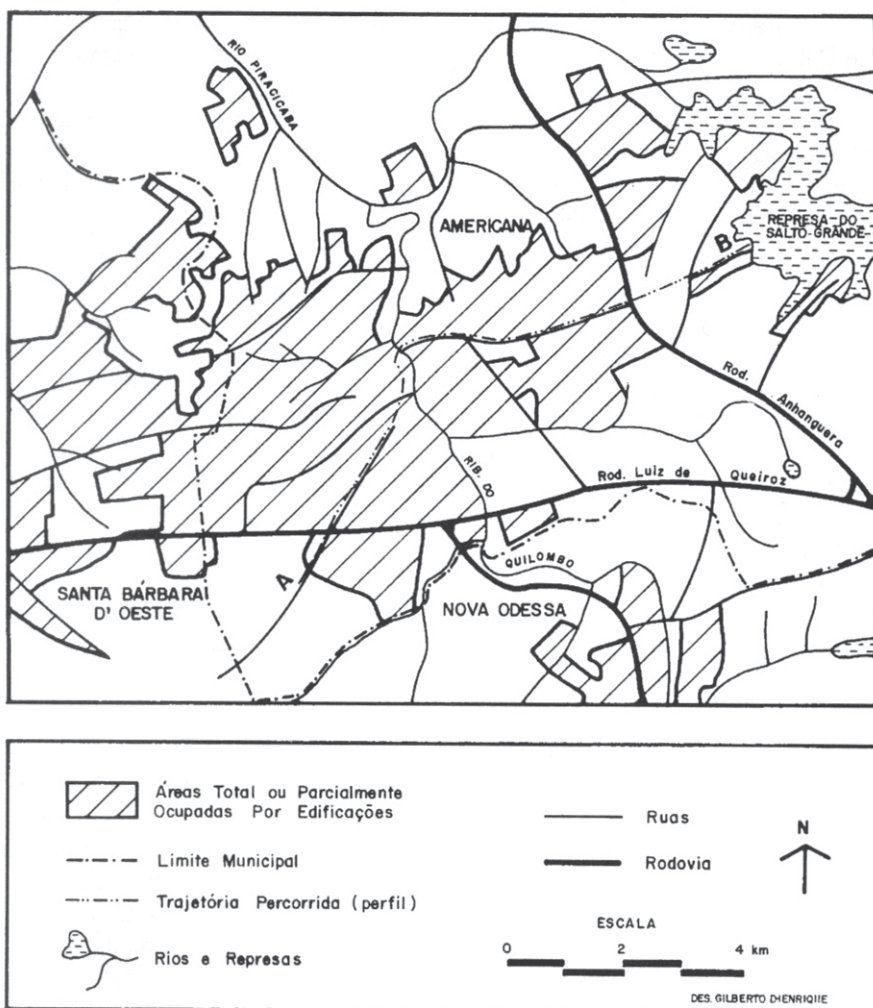 RIO PIRACICABA
AMERICANA
REPRESA DO
SALTO GRANDE
B
Rod.
Anhanguera
Rod. Luiz de Queiroz
RIB. DO
QUILOMBO
A
SANTA BÁRBARA
D' OESTE
NOVA ODESSA
Áreas Total ou Parcialmente
Ocupadas Por Edificações
Limite Municipal
Trajetória Percorrida (perfil)
Rios e Represas
Ruas
Rodovia
N
ESCALA
0 2 4 km
DES. GILBERTO D.HENRIQUE